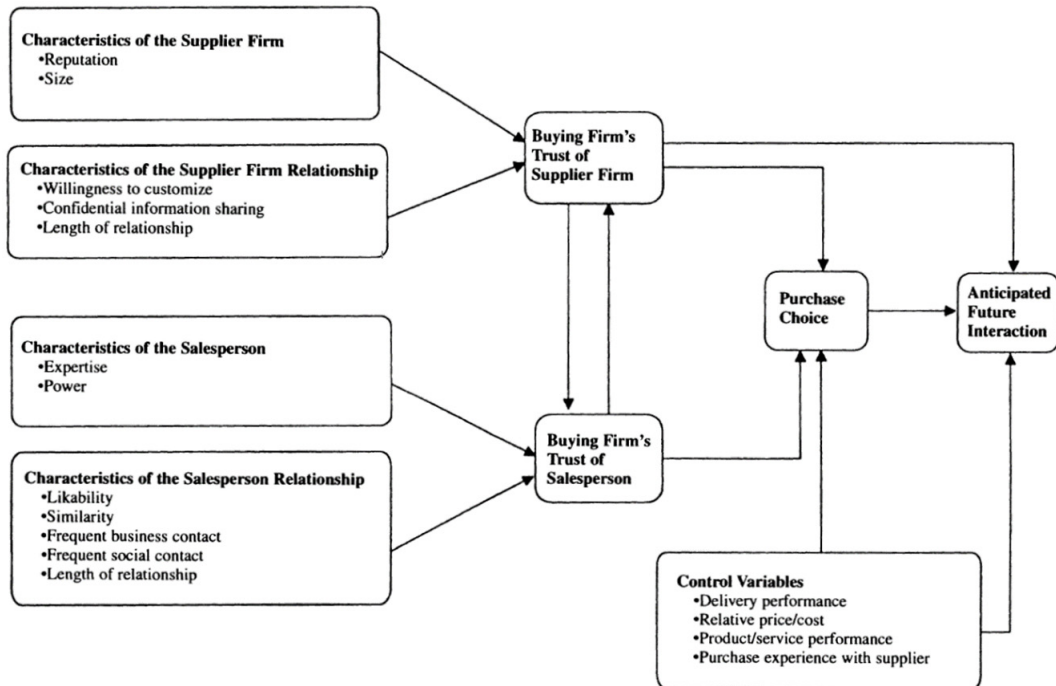 Characteristics of the Supplier Firm
•Reputation
•Size
Characteristics of the Supplier Firm Relationship
•Willingness to customize
•Confidential information sharing
•Length of relationship
Characteristics of the Salesperson
•Expertise
•Power
Characteristics of the Salesperson Relationship
•Likability
•Similarity
•Frequent business contact
•Frequent social contact
•Length of relationship
Buying Firm's
Trust of
Supplier Firm
Buying Firm's
Trust of
Salesperson
Purchase
Choice
Anticipated
Future
Interaction
Control Variables
•Delivery performance
•Relative price/cost
•Product/service performance
•Purchase experience with supplier